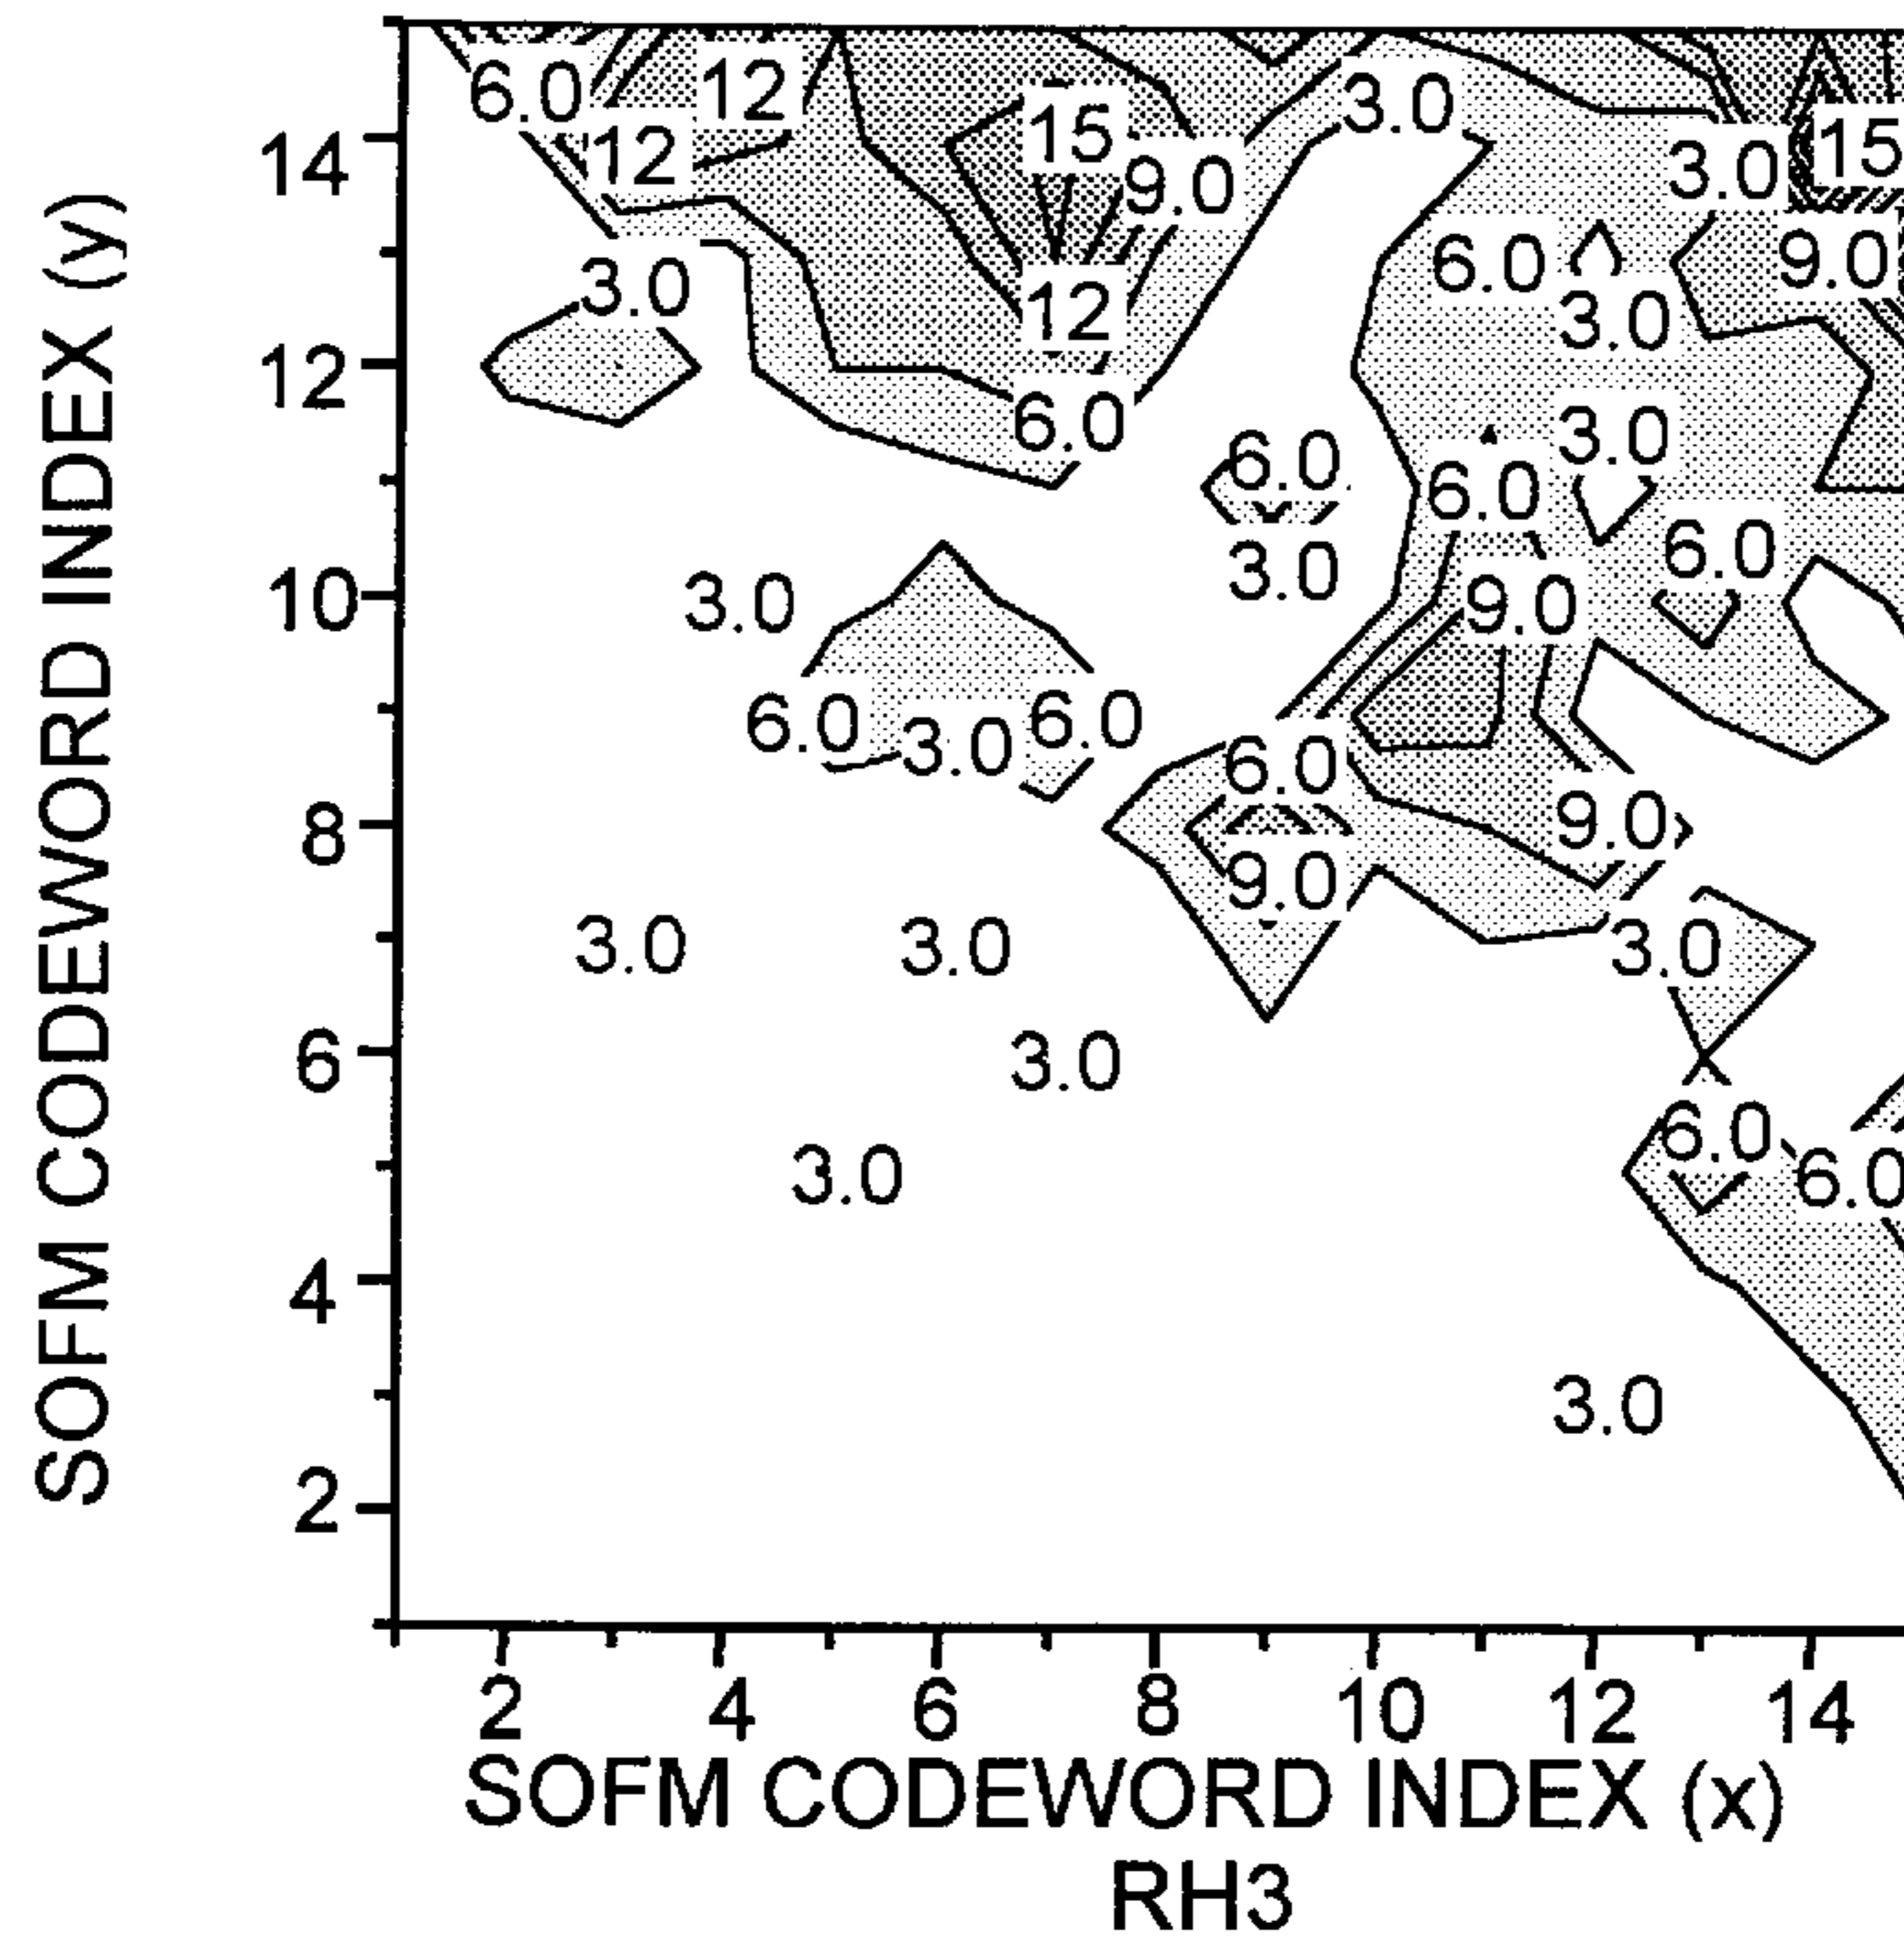 SOFM CODEWORD INDEX (y)
14
12
10
8
6
4
2
6.0 12 15 3.0
12 9.0 3.0 15
3.0 12 6.0 3.0 9.0
6.0 6.0 6.0 3.0
3.0 3.0 9.0 6.0
6.0 3.0 6.0 6.0
9.0 9.0
3.0 3.0 3.0
3.0
3.0 6.0 6.0
3.0
2 4 6 8 10 12 14
SOFM CODEWORD INDEX (x)
RH3